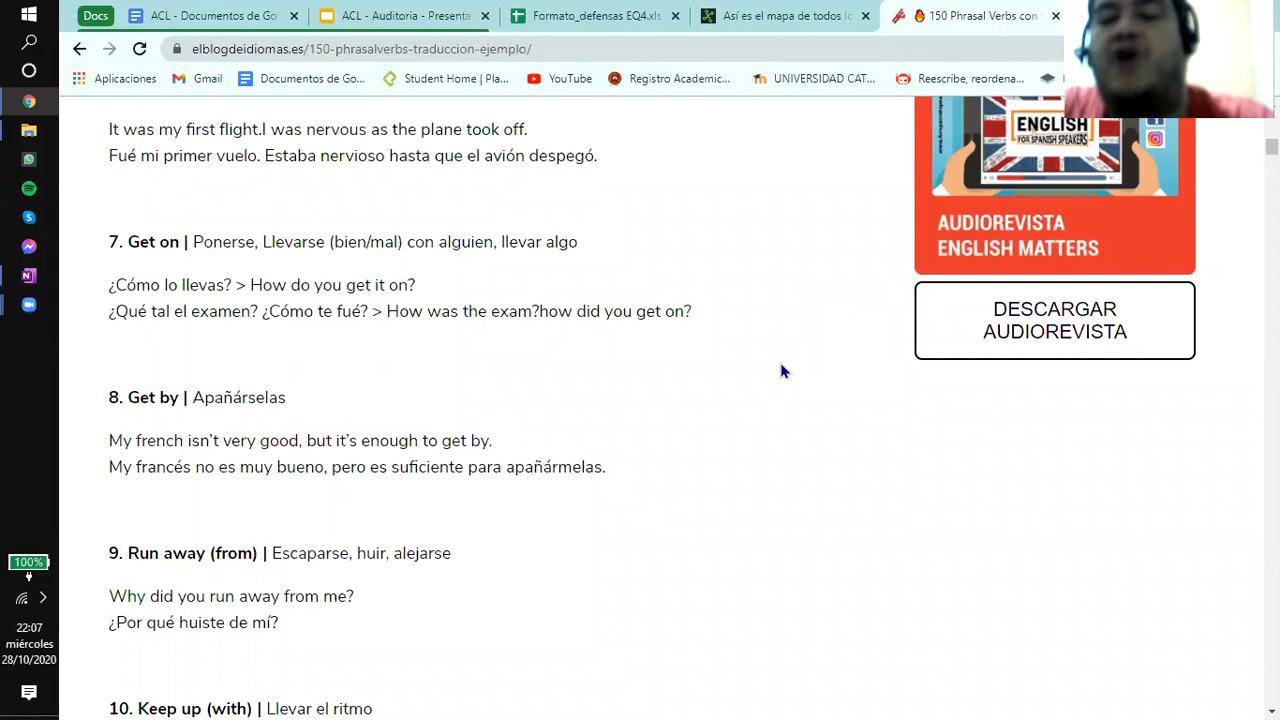 Docs
ACL - Documentos de Go
ACL - Auditoria - Presenta
Formato_defensas EQ4.xls
Así es el mapa de todos lo
150 Phrasal Verbs con
elblogdeidiomas.es/150-phrasalverbs-traduccion-ejemplo/
Aplicaciones
Gmail
Documentos de Go...
Student Home | Pla...
YouTube
Registro Academic...
UNIVERSIDAD CAT...
Reescribe, reordena...
It was my first flight.I was nervous as the plane took off.
Fué mi primer vuelo. Estaba nervioso hasta que el avión despegó.
7. Get on | Ponerse, Llevarse (bien/mal) con alguien, llevar algo
¿Cómo lo llevas? > How do you get it on?
¿Qué tal el examen? ¿Cómo te fué? > How was the exam?how did you get on?
8. Get by | Apañárselas
My french isn't very good, but it's enough to get by.
My francés no es muy bueno, pero es suficiente para apañármelas.
9. Run away (from) | Escaparse, huir, alejarse
Why did you run away from me?
¿Por qué huiste de mí?
10. Keep up (with) | Llevar el ritmo
ENGLISH
FOR SPANISH SPEAKERS
AUDIOREVISTA
ENGLISH MATTERS
DESCARGAR
AUDIOREVISTA
100%
22:07
miércoles
28/10/2020